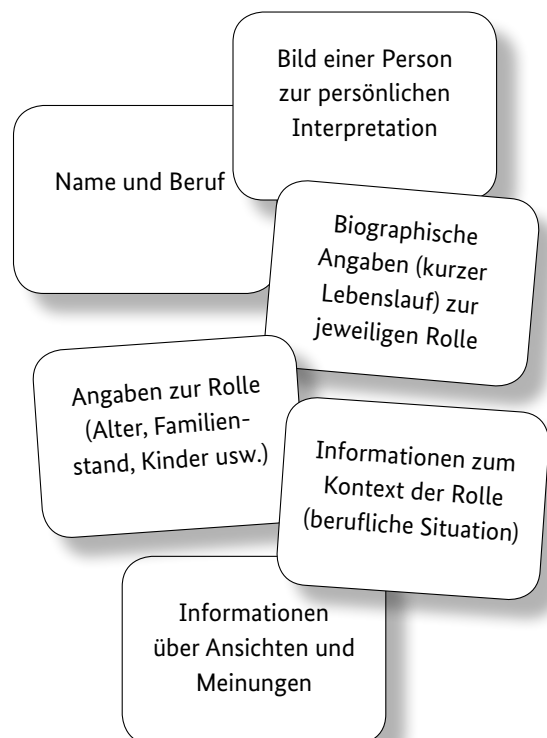 Bild einer Person
zur persönlichen
Interpretation
Name und Beruf
Biographische
Angaben (kurzer
Lebenslauf) zur
jeweiligen Rolle
Angaben zur Rolle
(Alter, Familien-
stand, Kinder usw.)
Informationen zum
Kontext der Rolle
(berufliche Situation)
Informationen
über Ansichten und
Meinungen